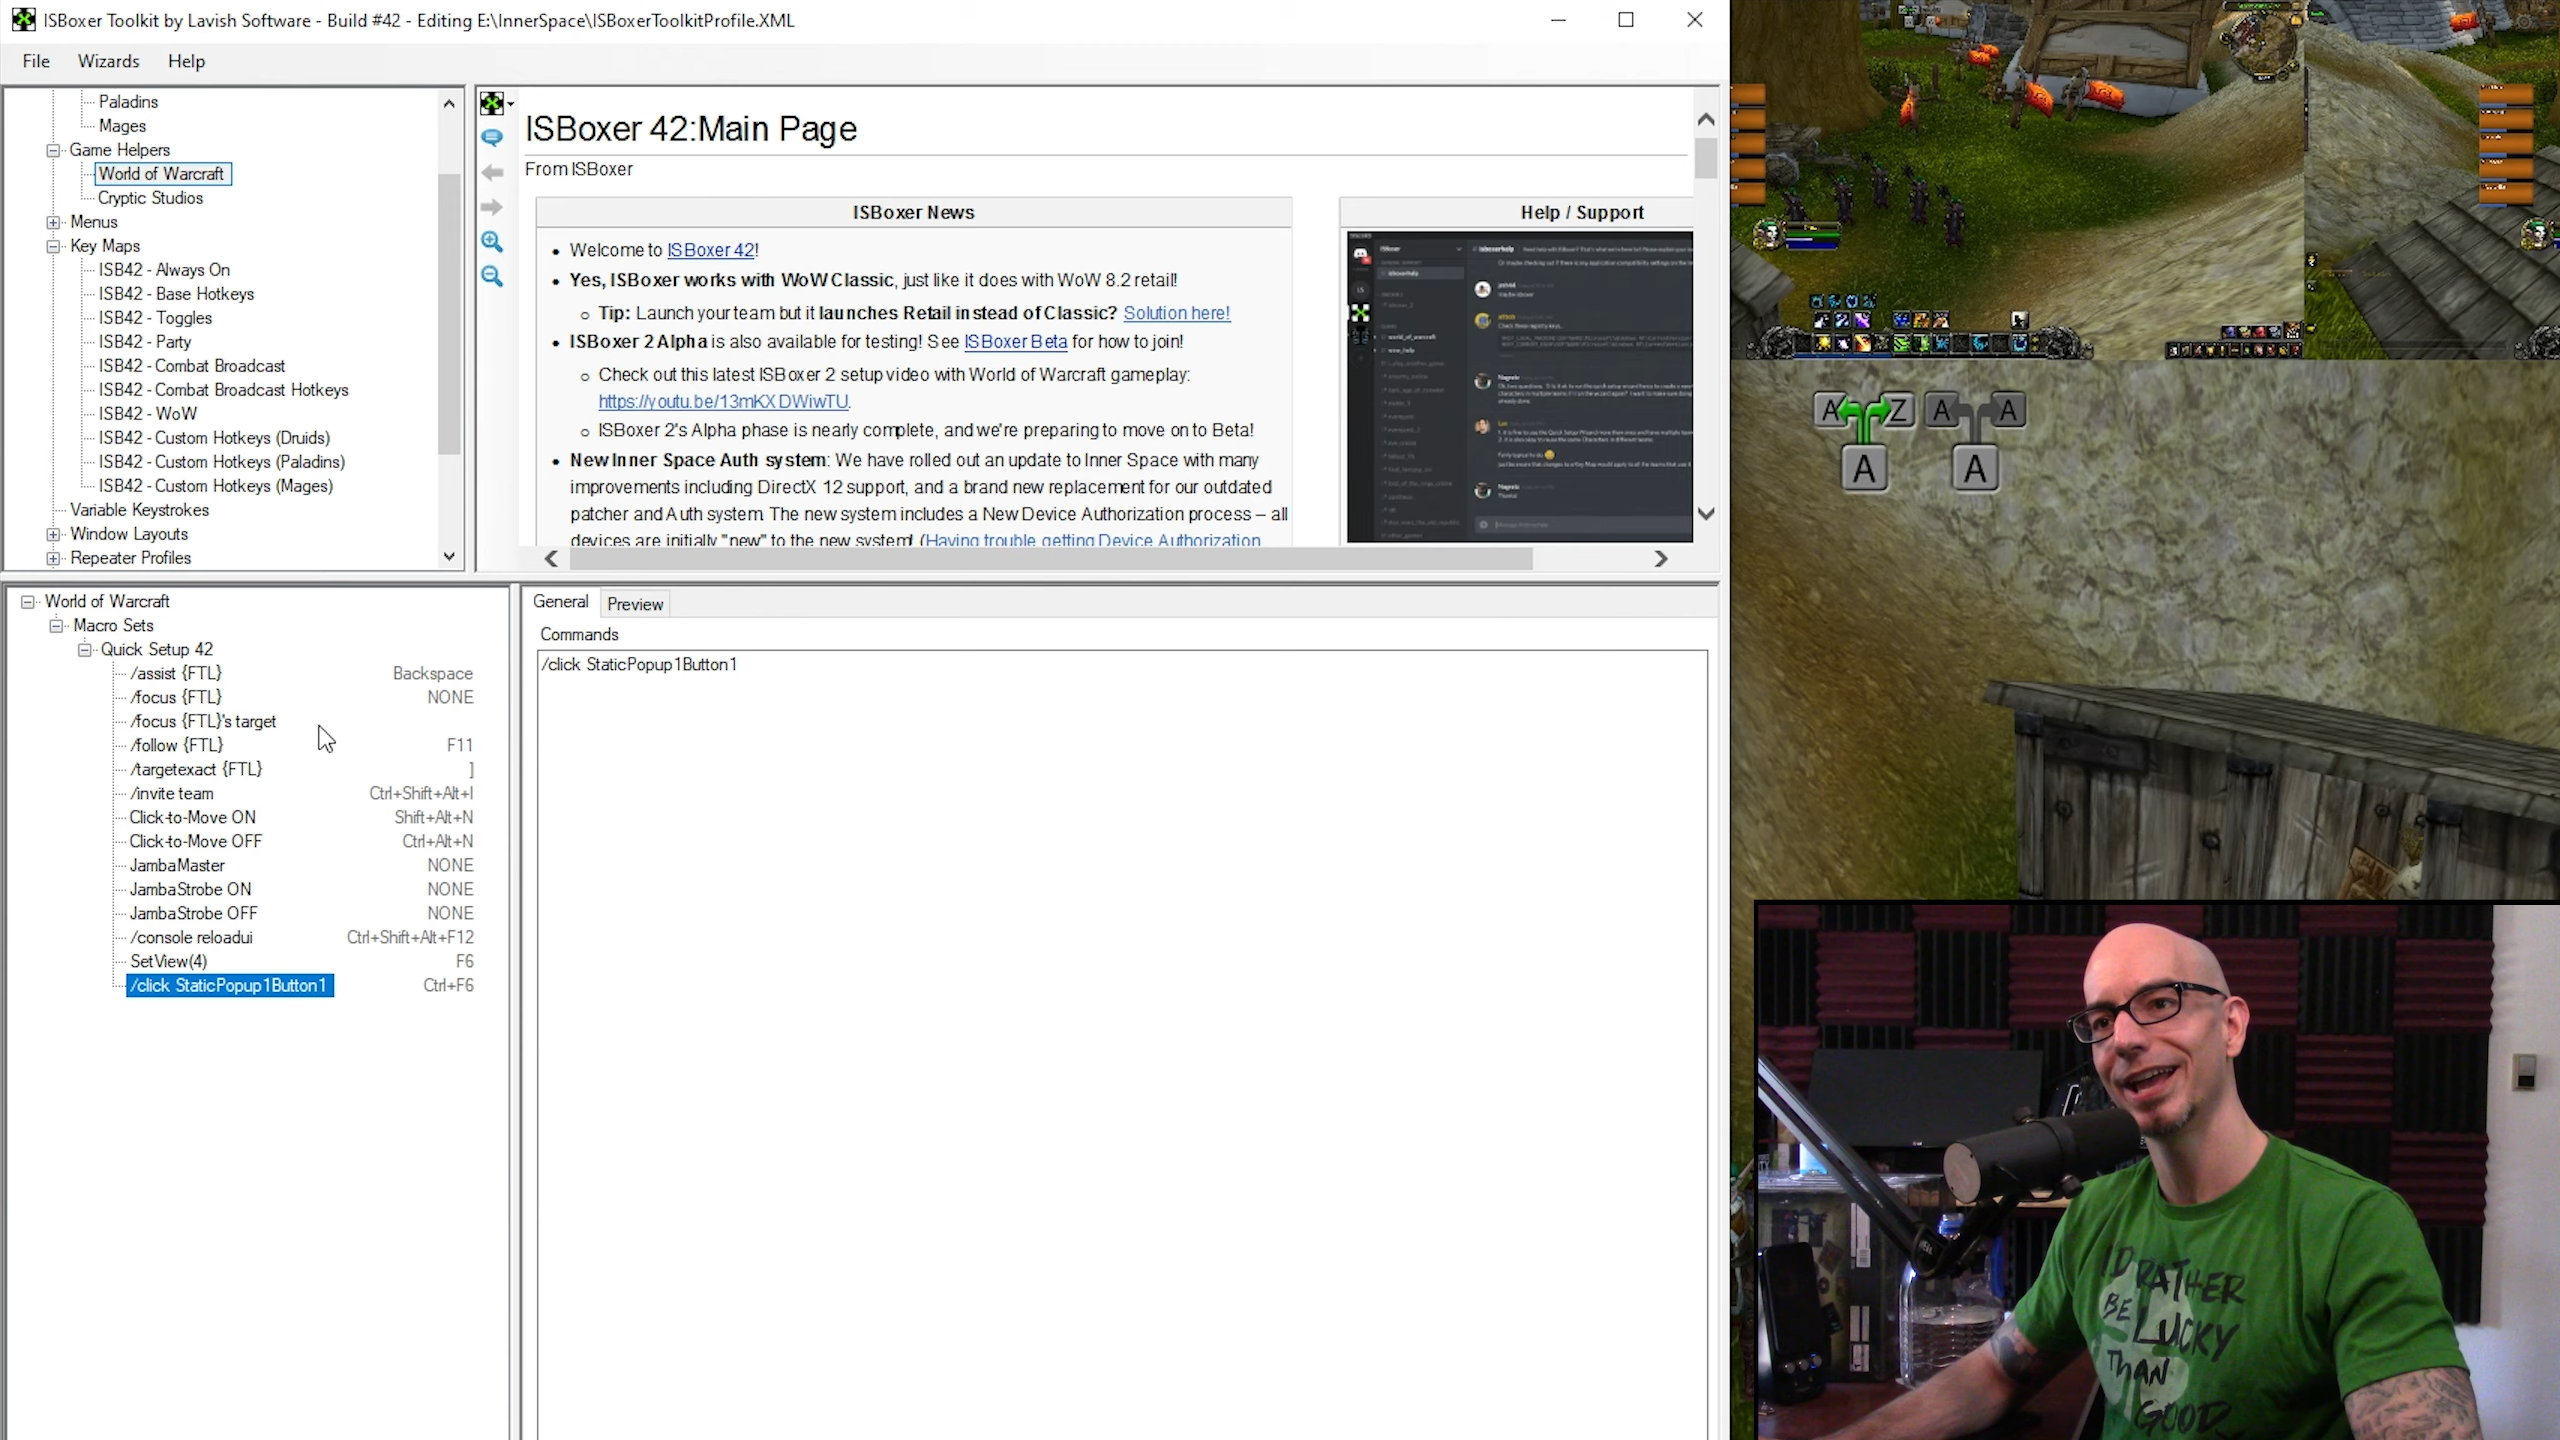 ISBoxer Toolkit by Lavish Software - Build #42 - Editing E:\InnerSpace\ISBoxerToolkitProfile.XML
File Wizards Help
Paladins
Mages
Game Helpers
World of Warcraft
Cryptic Studios
Menus
Key Maps
ISB42 - Always On
ISB42 - Base Hotkeys
ISB42 - Toggles
ISB42 - Party
ISB42 - Combat Broadcast
ISB42 - Combat Broadcast Hotkeys
ISB42 - WoW
ISB42 - Custom Hotkeys (Druids)
ISB42 - Custom Hotkeys (Paladins)
ISB42 - Custom Hotkeys (Mages)
Variable Keystrokes
Window Layouts
Repeater Profiles
ISBoxer 42:Main Page
From ISBoxer
ISBoxer News
Welcome to ISBoxer 42!
Yes, ISBoxer works with WoW Classic, just like it does with WoW 8.2 retail!
Tip: Launch your team but it launches Retail instead of Classic? Solution here!
ISBoxer 2 Alpha is also available for testing! See ISBoxer Beta for how to join!
Check out this latest ISBoxer 2 setup video with World of Warcraft gameplay:
https://youtu.be/13mKXDWiwTU.
ISBoxer 2's Alpha phase is nearly complete, and we're preparing to move on to Beta!
New Inner Space Auth system: We have rolled out an update to Inner Space with many
improvements including DirectX 12 support, and a brand new replacement for our outdated
patcher and Auth system. The new system includes a New Device Authorization process – all
devices are initially "new" to the new system! (Having trouble getting Device Authorization
Help / Support
World of Warcraft
Macro Sets
Quick Setup 42
/assist {FTL} Backspace
/focus {FTL} NONE
/focus {FTL}'s target
/follow {FTL} F11
/targetexact {FTL} ]
/invite team Ctrl+Shift+Alt+I
Click-to-Move ON Shift+Alt+N
Click-to-Move OFF Ctrl+Alt+N
JambaMaster NONE
JambaStrobe ON NONE
JambaStrobe OFF NONE
/console reloadui Ctrl+Shift+Alt+F12
SetView(4) F6
/click StaticPopup1Button1 Ctrl+F6
General Preview
Commands
/click StaticPopup1Button1
A Z A A
A A
I'D RATHER
BE LUCKY
THAN
GOOD